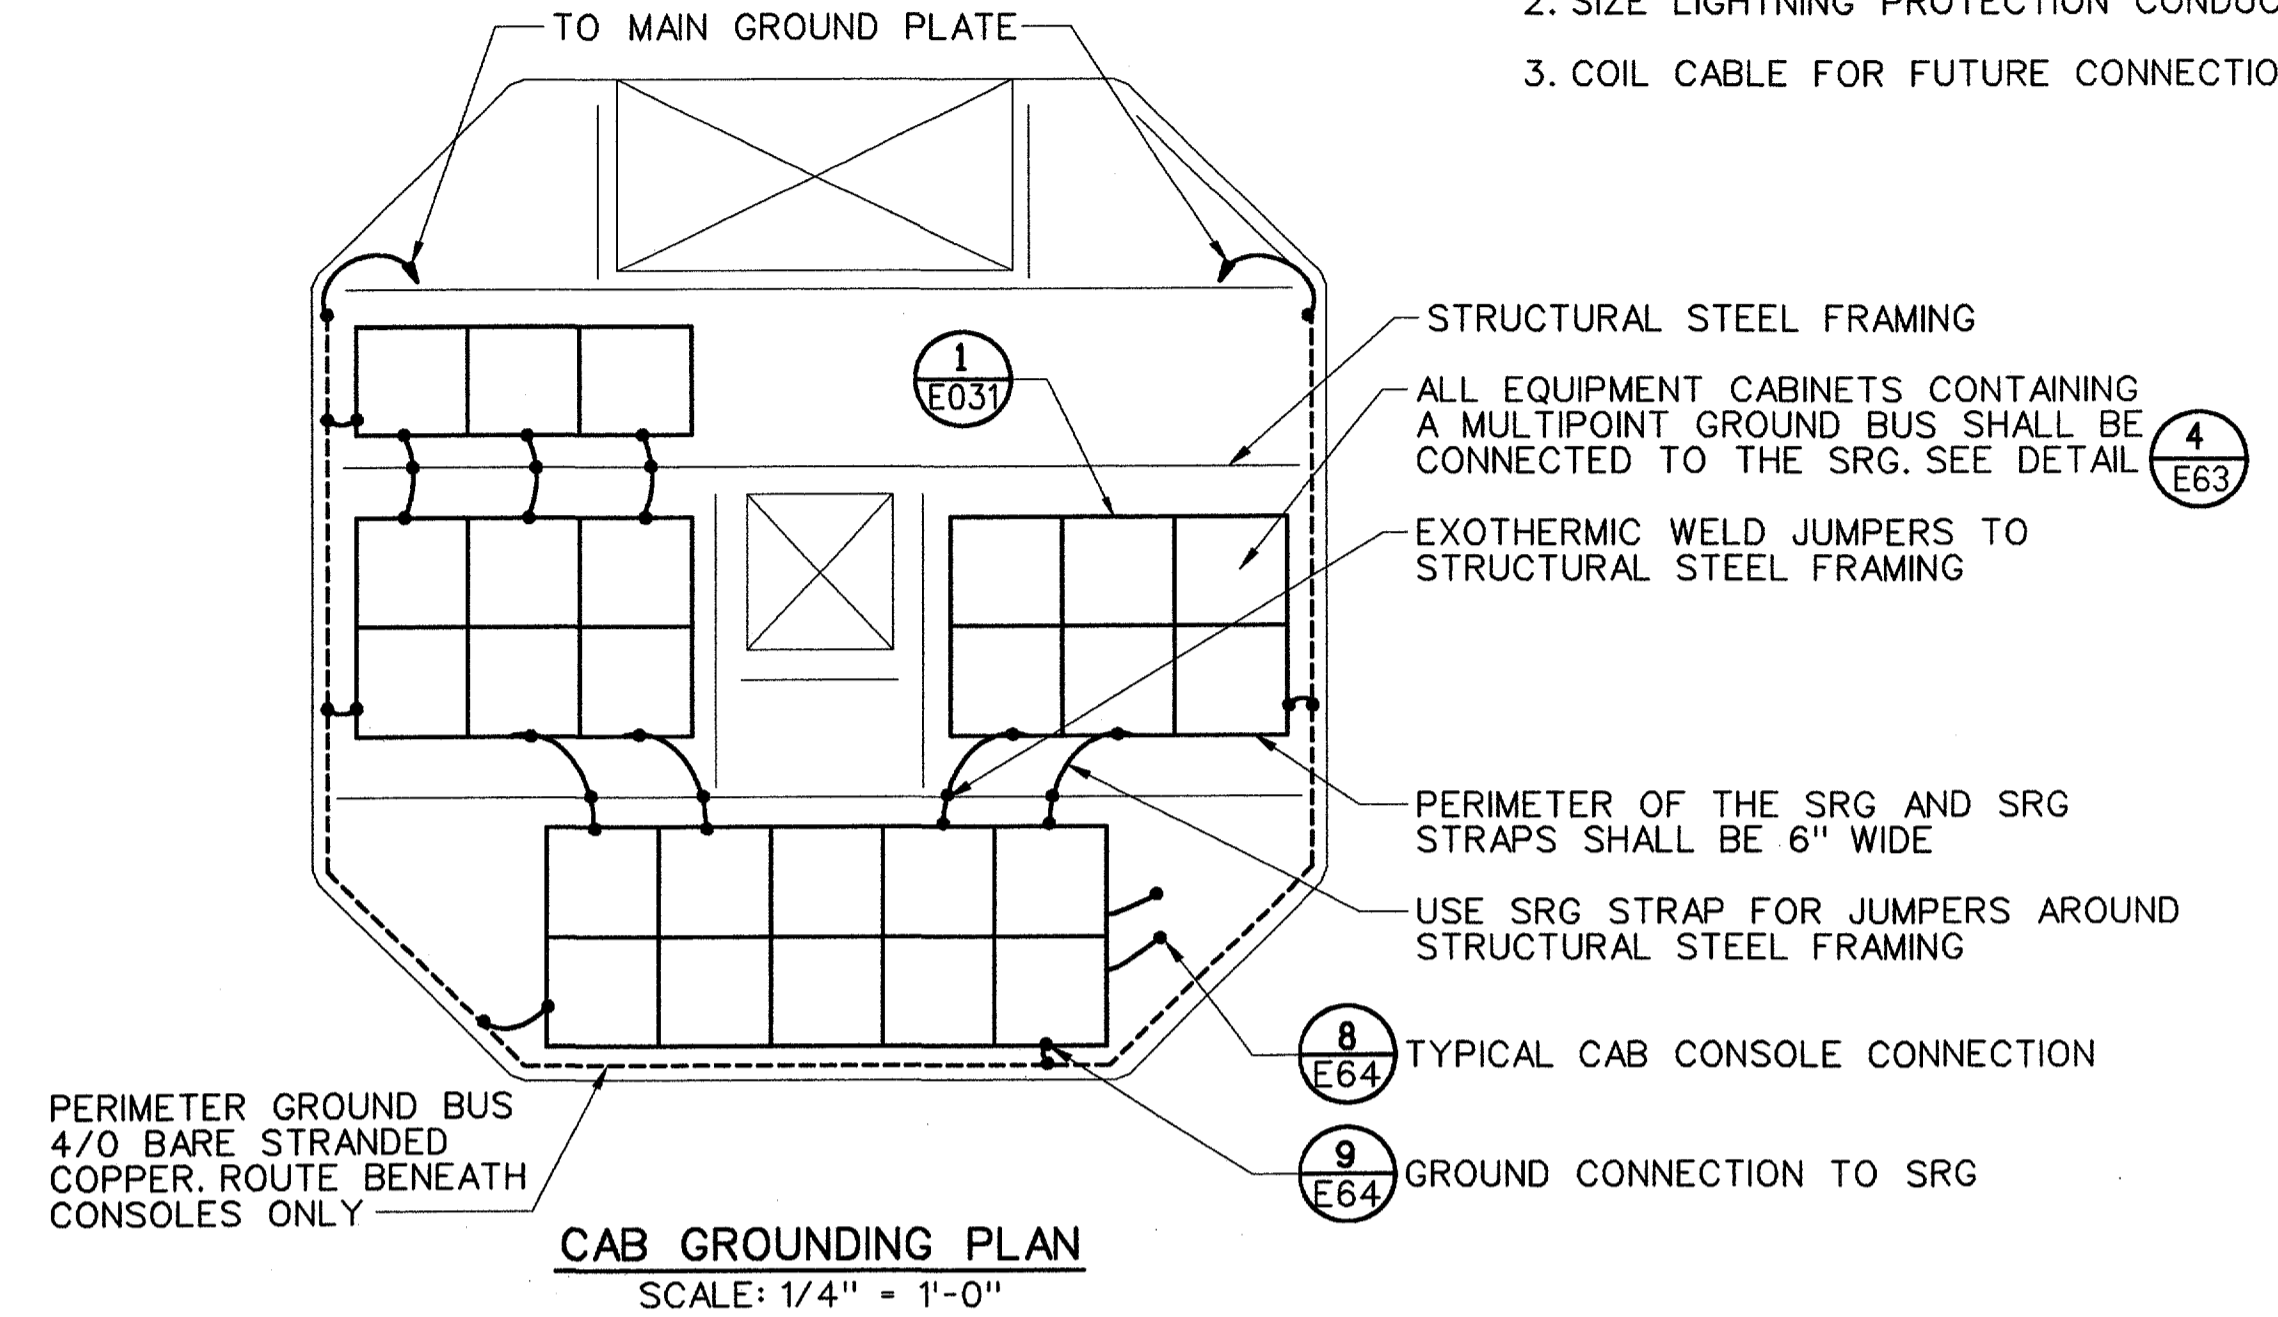 2. SIZE LIGHTNING PROTECTION
3. COIL CABLE FOR FUTURE
TO MAIN GROUND PLATE
STRUCTURAL STEEL FRAMING
1
E031
ALL EQUIPMENT CABINETS CONTAINING
A MULTIPOINT GROUND BUS SHALL BE
CONNECTED TO THE SRG. SEE DETAIL
4
E63
EXOTHERMIC WELD JUMPERS TO
STRUCTURAL STEEL FRAMING
PERIMETER OF THE SRG AND SRG
STRAPS SHALL BE 6" WIDE
USE SRG STRAP FOR JUMPERS AROUND
STRUCTURAL STEEL FRAMING
8
E64
TYPICAL CAB CONSOLE CONNECTION
9
E64
GROUND CONNECTION TO SRG
PERIMETER GROUND BUS
4/0 BARE STRANDED
COPPER. ROUTE BENEATH
CONSOLES ONLY
CAB GROUNDING PLAN
SCALE: 1/4" = 1'-0"